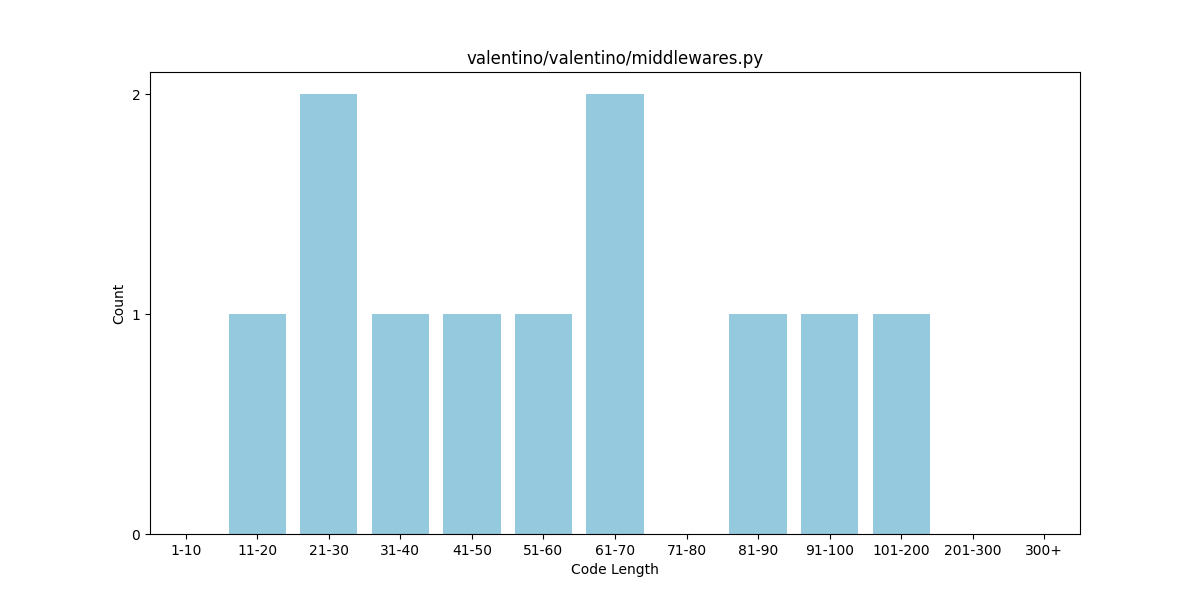 valentino/valentino/middlewares.py
Count
2
1
0
1-10 11-20 21-30 31-40 41-50 51-60 61-70 71-80 81-90 91-100 101-200 201-300 300+
Code Length